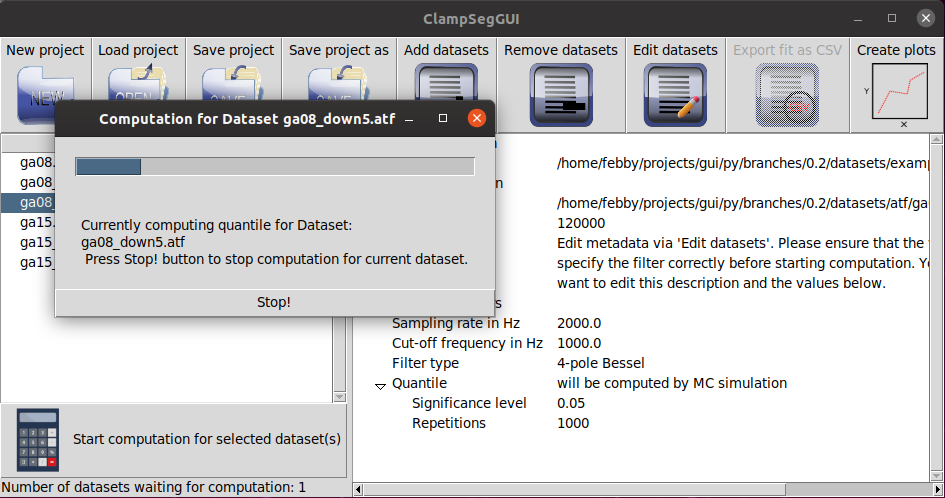 ClampSegGUI
New project
Load project
Save project
Save project as
Add datasets
Remove datasets
Edit datasets
Export fit as CSV
Create plots
NEW
OPEN
CSV
Y
X
Computation for Dataset ga08_down5.atf
Currently computing quantile for Dataset:
ga08_down5.atf
Press Stop! button to stop computation for current dataset.
Stop!
ga08.
ga08_
ga08_
ga15.
ga15_
ga15_
n
/home/febby/projects/gui/py/branches/0.2/datasets/examp
n
/home/febby/projects/gui/py/branches/0.2/datasets/atf/ga
120000
Edit metadata via 'Edit datasets'. Please ensure that the
specify the filter correctly before starting computation. Yo
want to edit this description and the values below.
s
Sampling rate in Hz 2000.0
Cut-off frequency in Hz 1000.0
Filter type 4-pole Bessel
Quantile will be computed by MC simulation
Significance level 0.05
Repetitions 1000
Start computation for selected dataset(s)
Number of datasets waiting for computation: 1